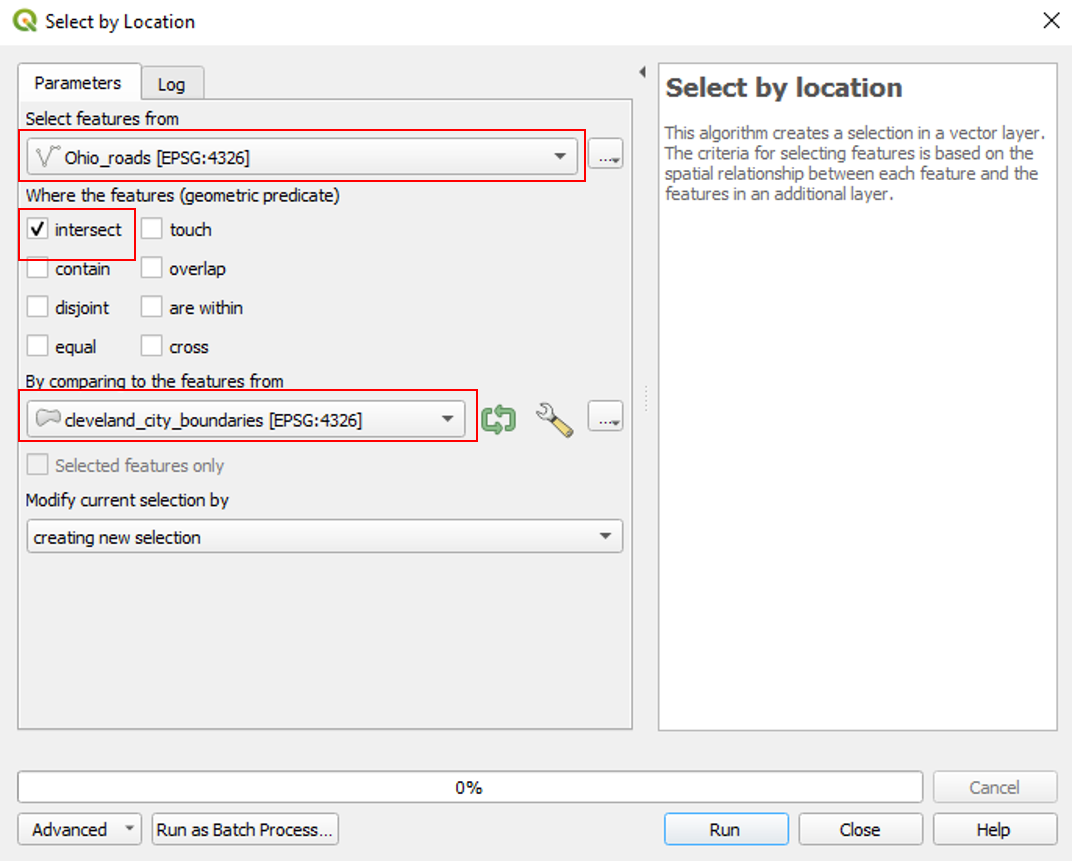 Select by Location
Parameters
Log
Select features from
Ohio_roads [EPSG:4326]
...
Where the features (geometric predicate)
intersect
touch
contain
overlap
disjoint
are within
equal
cross
By comparing to the features from
cleveland_city_boundaries [EPSG:4326]
...
Selected features only
Modify current selection by
creating new selection
Select by location
This algorithm creates a selection in a vector layer.
The criteria for selecting features is based on the
spatial relationship between each feature and the
features in an additional layer.
0%
Cancel
Advanced
Run as Batch Process...
Run
Close
Help